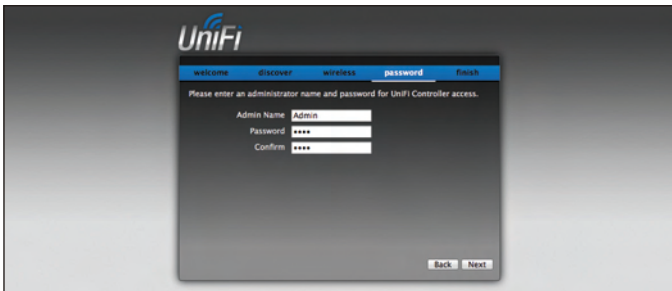 UniFi
welcome discover wireless password finish
Please enter an administrator name and password for UniFi Controller access.
Admin Name Admin
Password ••••
Confirm ••••
Back Next